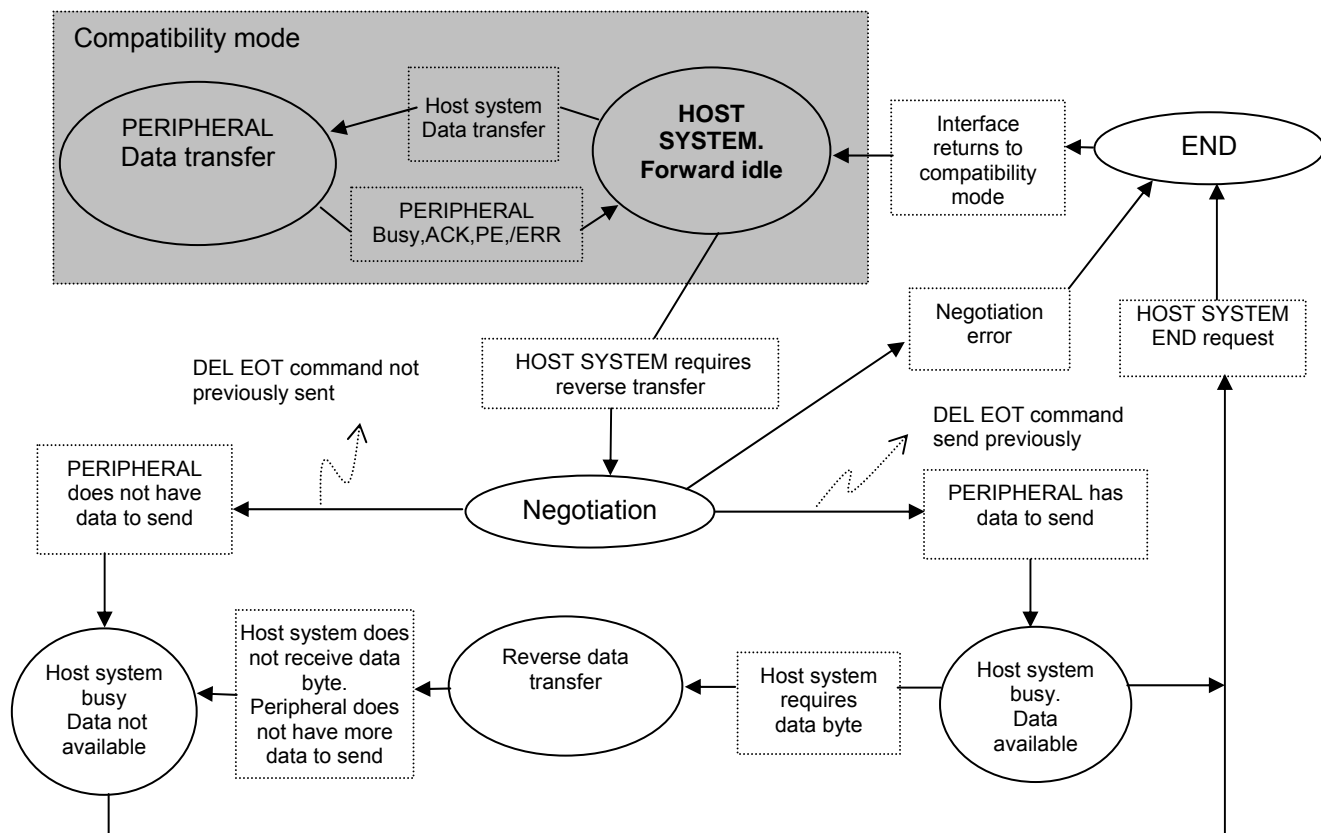 Compatibility mode
PERIPHERAL
Data transfer
Host system
Data transfer
HOST
SYSTEM.
Forward idle
PERIPHERAL
Busy,ACK,PE,/ERR
Interface
returns to
compatibility
mode
END
Negotiation
error
HOST SYSTEM
END request
HOST SYSTEM requires
reverse transfer
DEL EOT command not
previously sent
DEL EOT command
send previously
PERIPHERAL
does not have
data to send
Negotiation
PERIPHERAL has
data to send
Host system
busy
Data not
available
Host system does
not receive data
byte.
Peripheral does
not have more
data to send
Reverse data
transfer
Host system
requires
data byte
Host system
busy.
Data
available